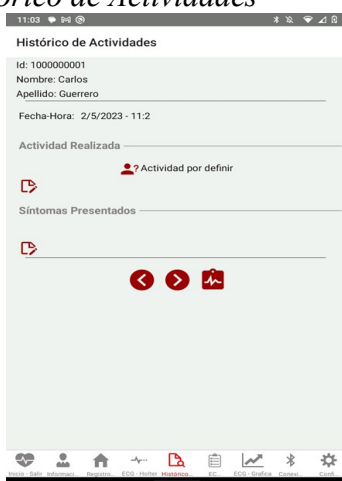 órico de Actividades
11:03
Histórico de Actividades
Id: 1000000001
Nombre: Carlos
Apellido: Guerrero
Fecha-Hora: 2/5/2023 - 11:2
Actividad Realizada
? Actividad por definir
Síntomas Presentados
Inicio - Salir Informaci... Registro... ECG - Holter Histórico... EC... ECG - Grafica Conexi... Confi...